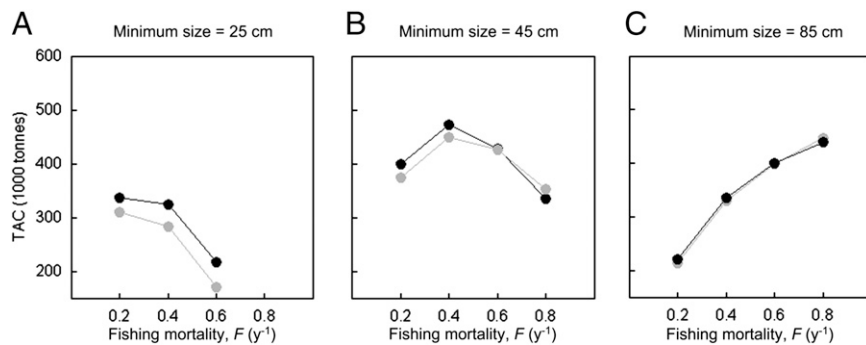 A
Minimum size = 25 cm
B
Minimum size = 45 cm
C
Minimum size = 85 cm
600
500
400
300
200
TAC (1000 tonnes)
0.2 0.4 0.6 0.8
0.2 0.4 0.6 0.8
0.2 0.4 0.6 0.8
Fishing mortality, F (y⁻¹)
Fishing mortality, F (y⁻¹)
Fishing mortality, F (y⁻¹)